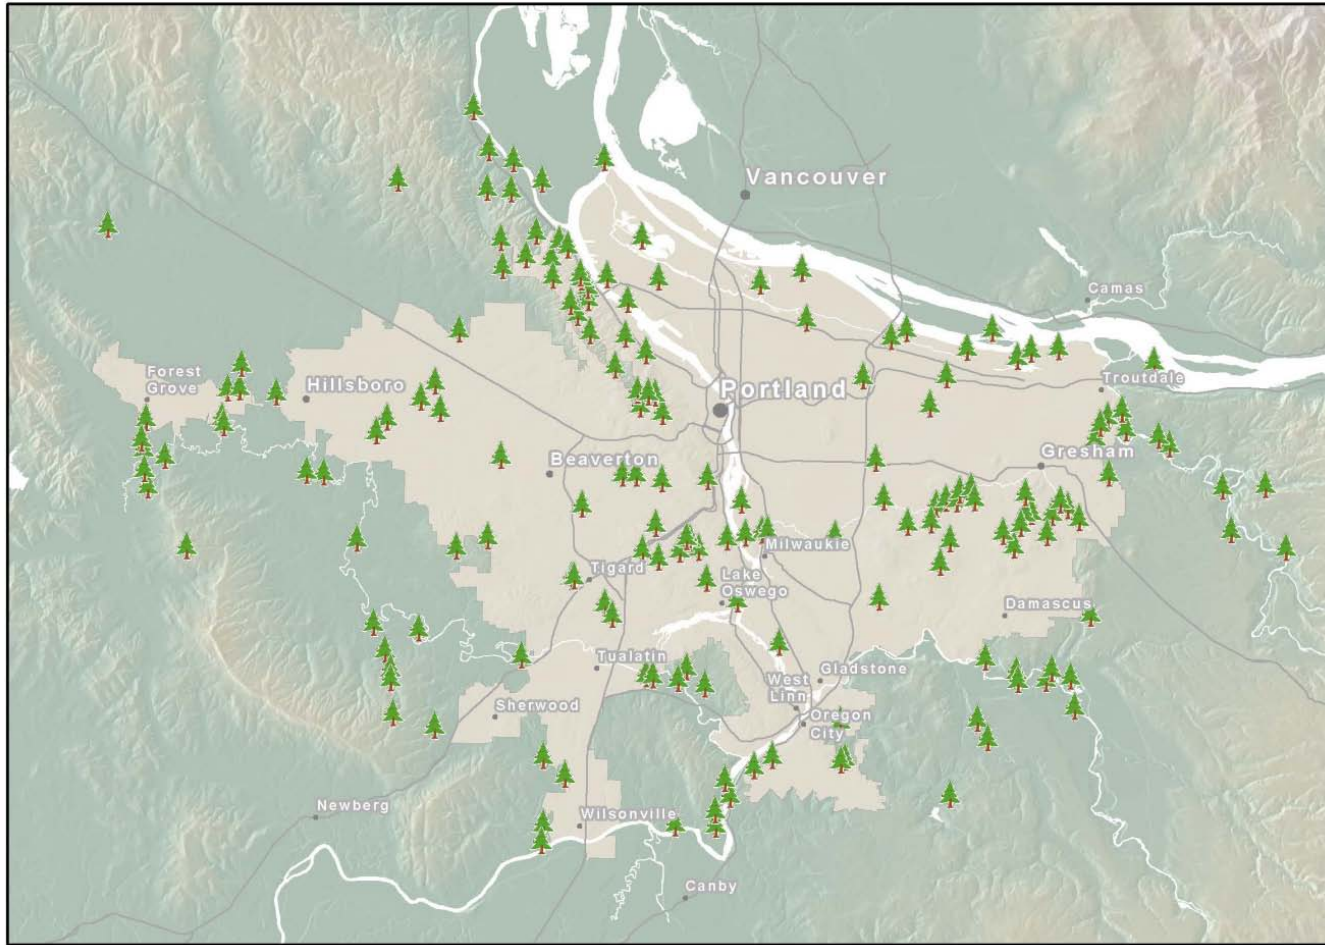 Vancouver
Camas
Forest
Grove
Hillsboro
Portland
Troutdale
Beaverton
Gresham
Milwaukie
Tigard
Lake
Oswego
Damascus
Tualatin
Gladstone
West
Linn
Sherwood
Oregon
City
Newberg
Wilsonville
Canby